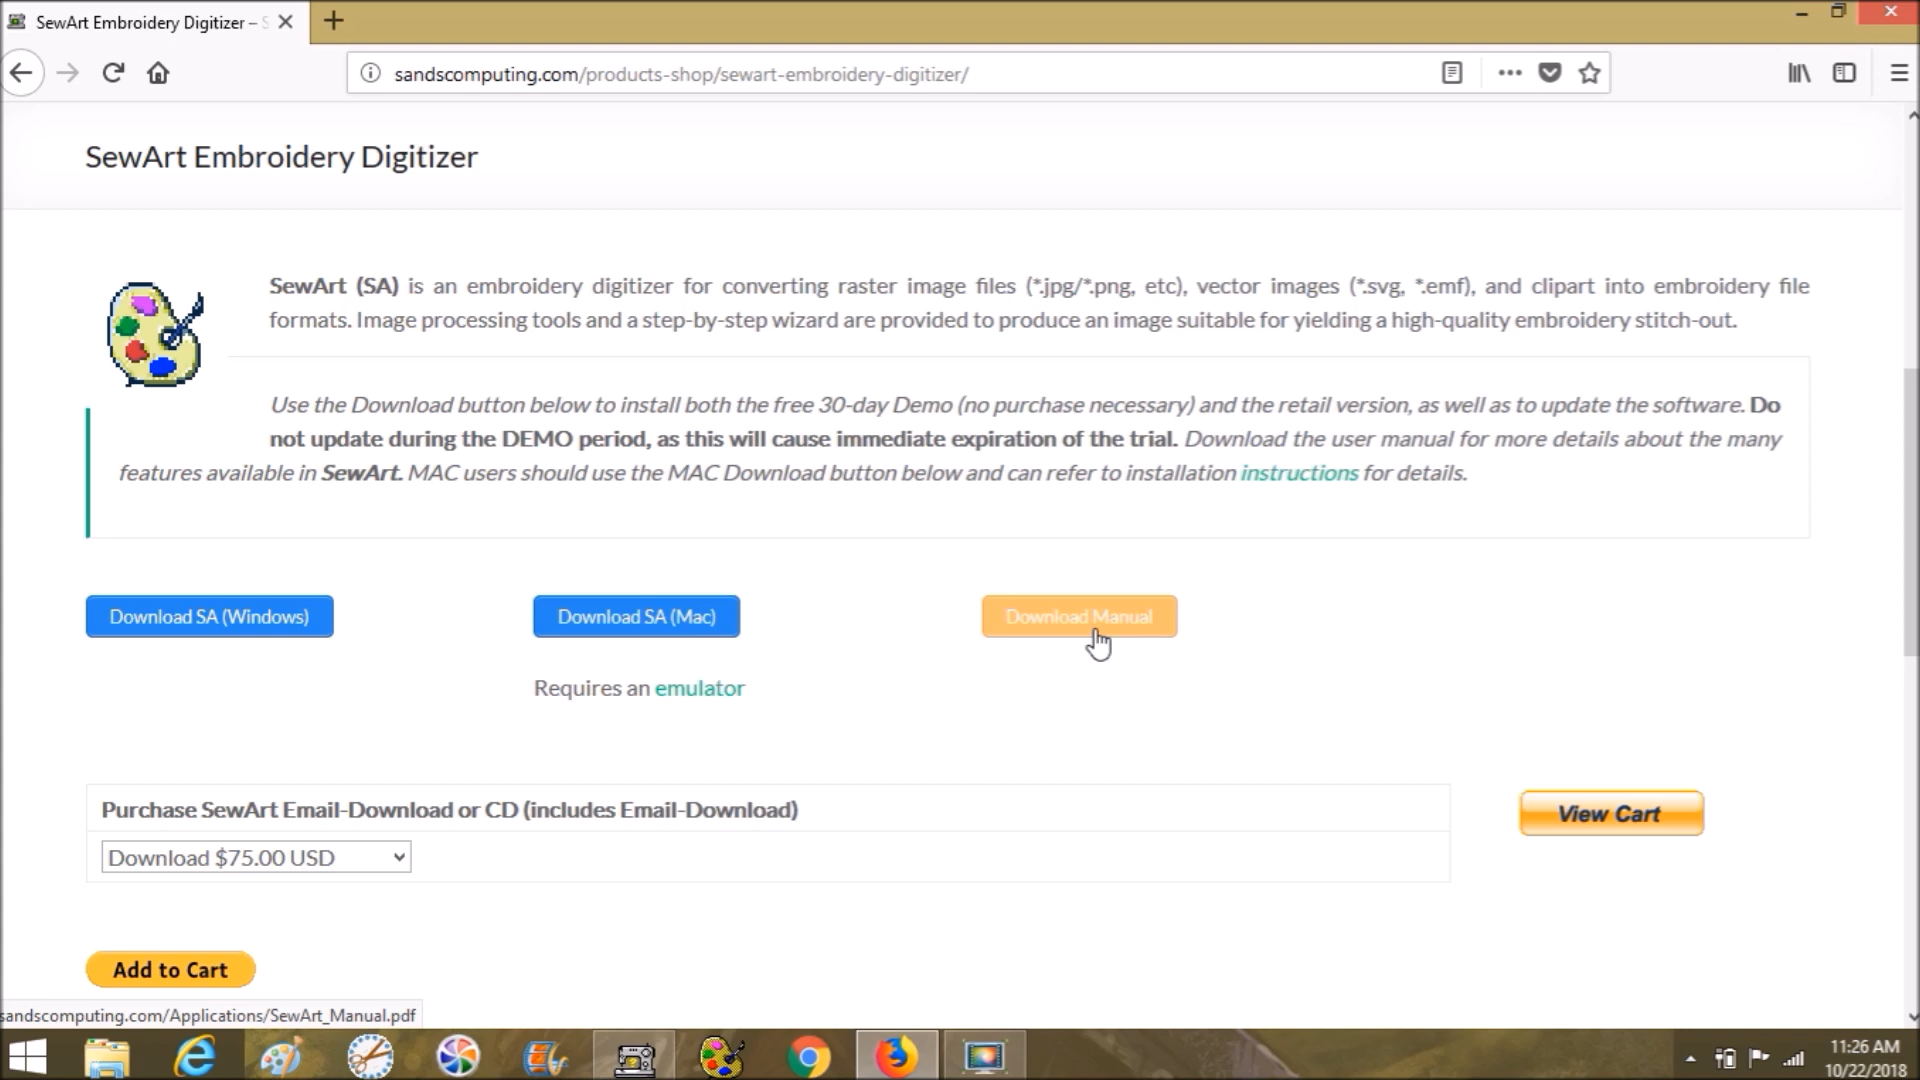 SewArt Embroidery Digitizer – S
sandscomputing.com/products-shop/sewart-embroidery-digitizer/
SewArt Embroidery Digitizer
SewArt (SA) is an embroidery digitizer for converting raster image files (*.jpg/*.png, etc), vector images (*.svg, *.emf), and clipart into embroidery file
formats. Image processing tools and a step-by-step wizard are provided to produce an image suitable for yielding a high-quality embroidery stitch-out.
Use the Download button below to install both the free 30-day Demo (no purchase necessary) and the retail version, as well as to update the software. Do
not update during the DEMO period, as this will cause immediate expiration of the trial. Download the user manual for more details about the many
features available in SewArt. MAC users should use the MAC Download button below and can refer to installation instructions for details.
Download SA (Windows)
Download SA (Mac)
Download Manual
Requires an emulator
Purchase SewArt Email-Download or CD (includes Email-Download)
View Cart
Download $75.00 USD
Add to Cart
sandscomputing.com/Applications/SewArt_Manual.pdf
11:26 AM
10/22/2018